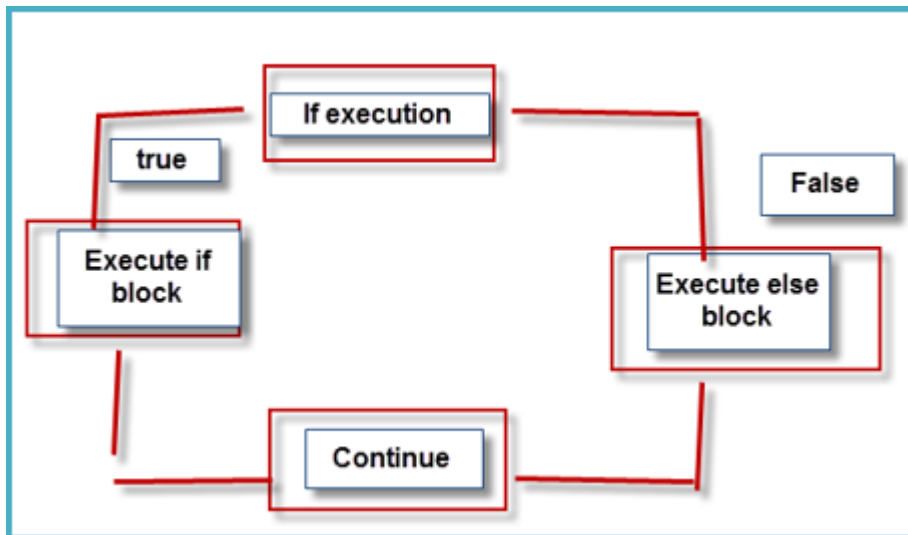 If execution
true
False
Execute if
block
Execute else
block
Continue